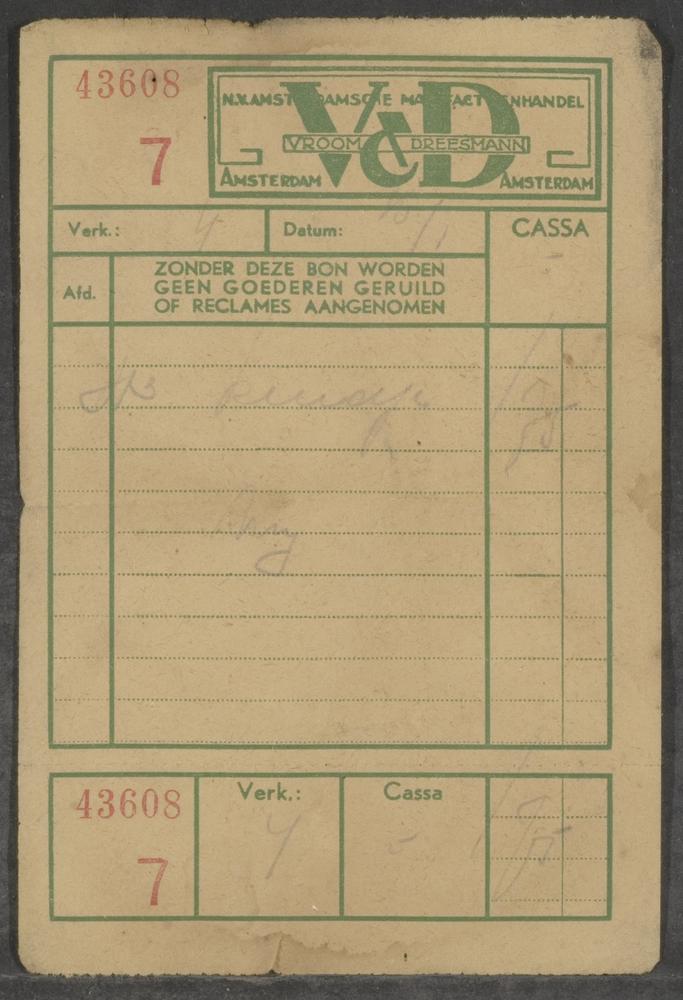 43608
7
N.V. AMSTERDAMSCHE MANUFACTURENHANDEL
V&D
VROOM & DREESMANN
AMSTERDAM AMSTERDAM
Verk.: 4 Datum: CASSA
-
Afd. ZONDER DEZE BON WORDEN
GEEN GOEDEREN GERUILD
OF RECLAMES AANGENOMEN
43608 Verk.: Cassa
7 4 -